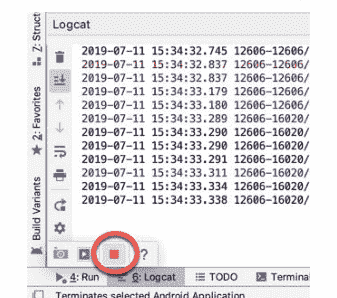 Logcat
Z: Struct
2: Favorites
Build Variants
2019-07-11 15:34:32.745 12606-12606/
2019-07-11 15:34:32.837 12606-12606/
2019-07-11 15:34:32.837 12606-12606/
2019-07-11 15:34:33.179 12606-12606/
2019-07-11 15:34:33.180 12606-12606/
2019-07-11 15:34:33.289 12606-16020/
2019-07-11 15:34:33.290 12606-16020/
2019-07-11 15:34:33.290 12606-16020/
2019-07-11 15:34:33.291 12606-16020/
2019-07-11 15:34:33.311 12606-16020/
2019-07-11 15:34:33.334 12606-16020/
2019-07-11 15:34:33.338 12606-16020/
?
4: Run 6: Logcat TODO Terminal
Terminates selected Android Application